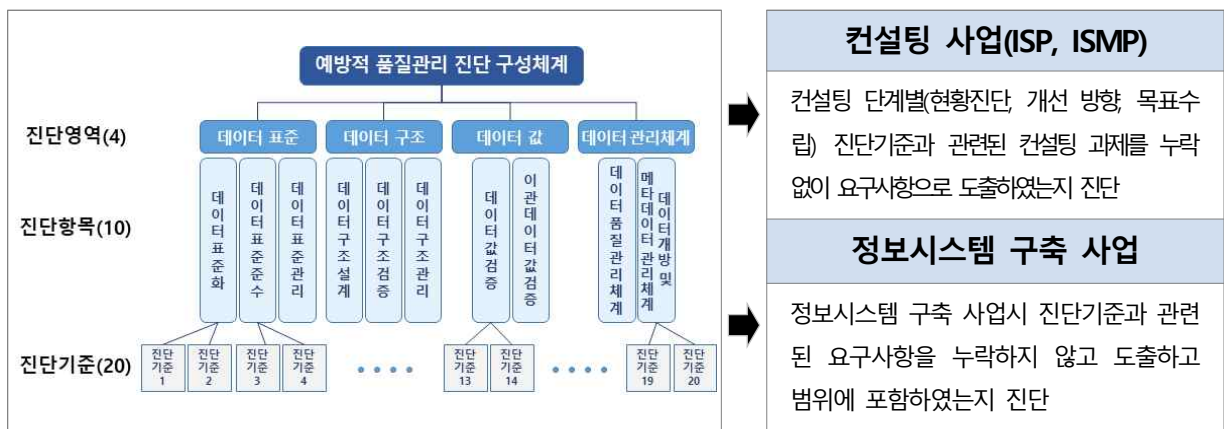 예방적 품질관리 진단 구성체계
진단영역(4)
데이터 표준
데이터 구조
데이터 값
데이터 관리체계
진단항목(10)
데이터표준화
데이터표준준수
데이터표준관리
데이터구조설계
데이터구조검증
데이터구조관리
데이터값검증
이관데이터값검증
데이터품질관리체계
데이터개방 및
메타데이터관리체계
진단기준(20)
진단
기준
1
진단
기준
2
진단
기준
3
진단
기준
4
진단
기준
13
진단
기준
14
진단
기준
19
진단
기준
20
컨설팅 사업(ISP, ISMP)
컨설팅 단계별(현황진단, 개선 방향, 목표수
립) 진단기준과 관련된 컨설팅 과제를 누락
없이 요구사항으로 도출하였는지 진단
정보시스템 구축 사업
정보시스템 구축 사업시 진단기준과 관련
된 요구사항을 누락하지 않고 도출하고
범위에 포함하였는지 진단